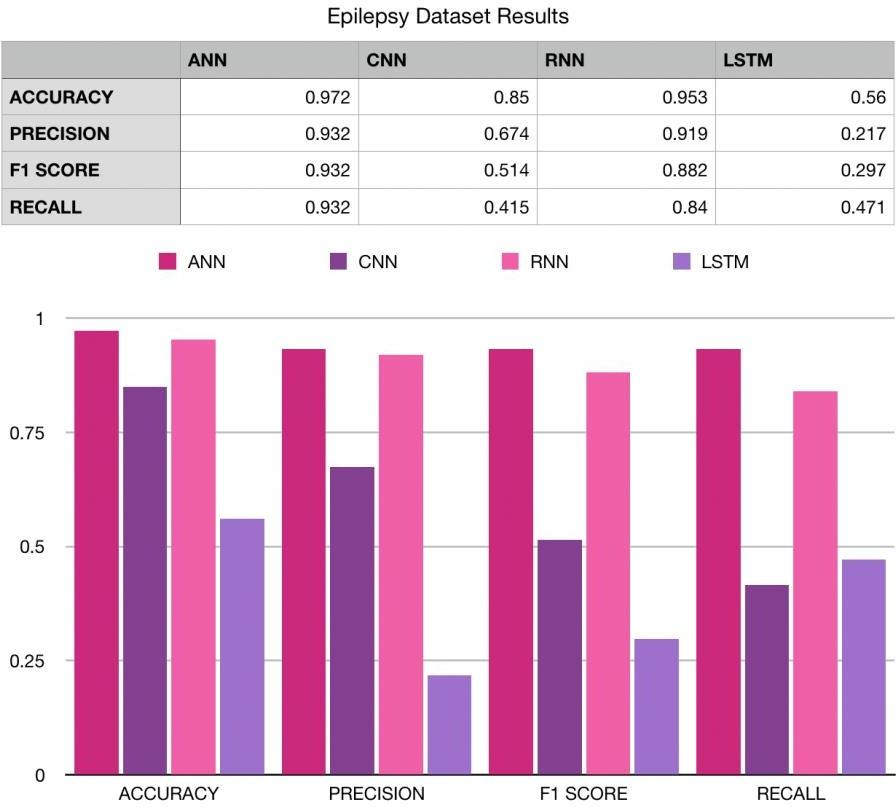 Epilepsy Dataset Results
ANN CNN RNN LSTM
ACCURACY 0.972 0.85 0.953 0.56
PRECISION 0.932 0.674 0.919 0.217
F1 SCORE 0.932 0.514 0.882 0.297
RECALL 0.932 0.415 0.84 0.471
ANN CNN RNN LSTM
1
0.75
0.5
0.25
0
ACCURACY PRECISION F1 SCORE RECALL